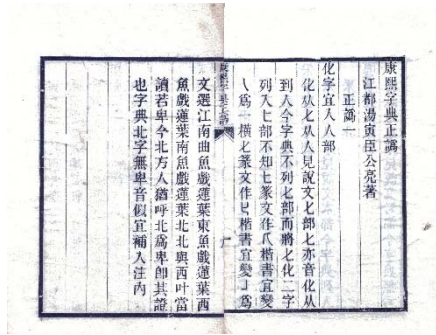 康熙字典正譌
江都湯寅臣公亮著
正譌一
化字宜入人部
化从匕从人見說文匕部匕亦音化从
到人今字典不列匕部而將匕化二字
列入匕部不知匕篆文作楷書宜變
爲一橫匕篆文作楷書宜變亅爲
文選江南曲魚戲蓮葉東魚戲蓮葉西
魚戲蓮葉南魚戲蓮葉北北與西叶當
讀若卑今北方人猶呼北爲卑即其證
也字典北字無卑音似宜補入注內